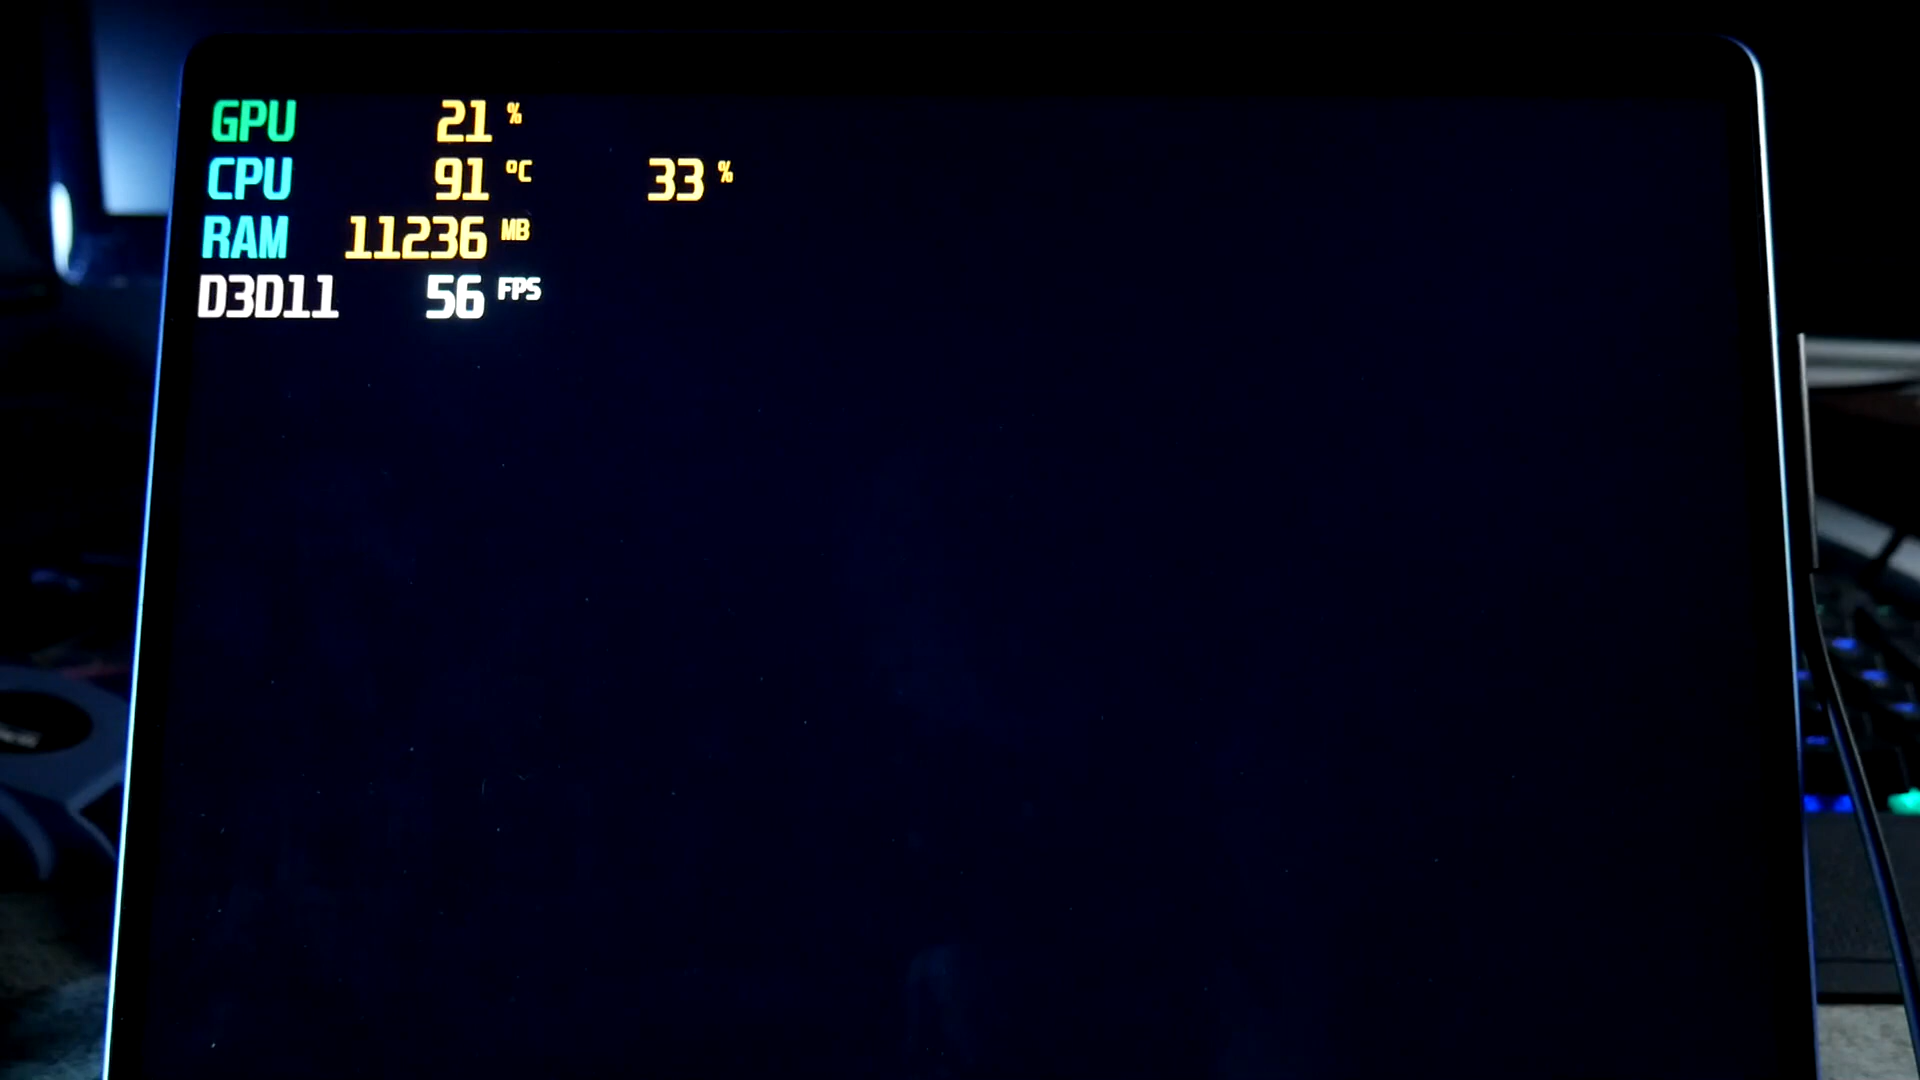 GPU 21 %
CPU 91 °C 33 %
RAM 11236 MB
D3D11 56 FPS